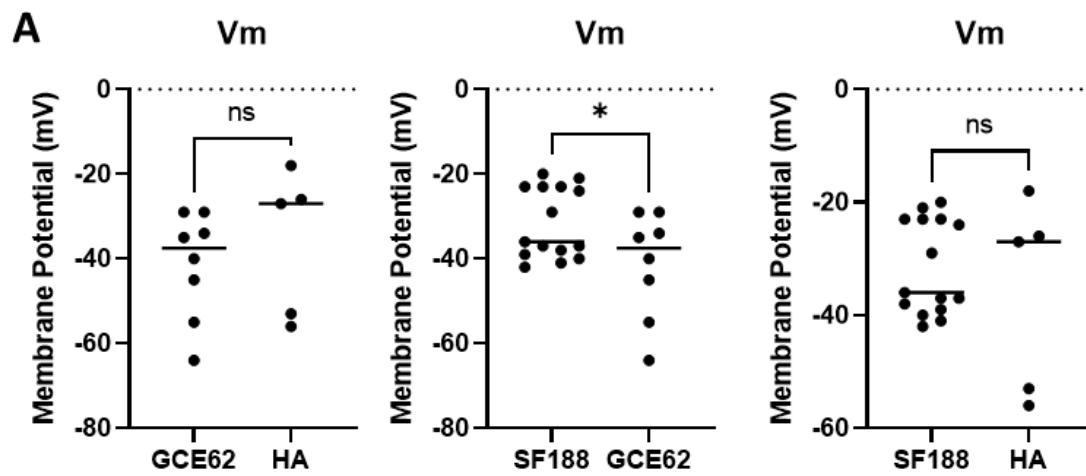 A
Vm
Membrane Potential (mV)
0
-20
-40
-60
-80
ns
GCE62 HA
Vm
Membrane Potential (mV)
0
-20
-40
-60
-80
*
SF188 GCE62
Vm
Membrane Potential (mV)
0
-20
-40
-60
ns
SF188 HA